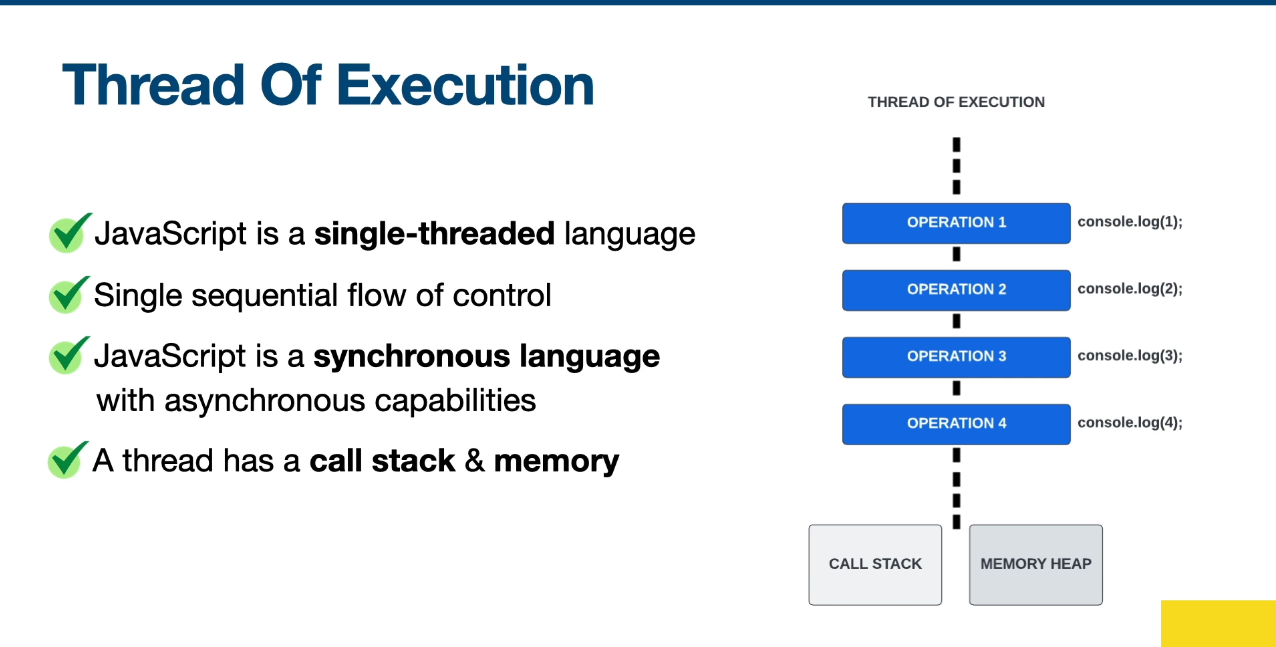 Thread Of Execution
JavaScript is a single-threaded language
Single sequential flow of control
JavaScript is a synchronous language
with asynchronous capabilities
A thread has a call stack & memory
THREAD OF EXECUTION
OPERATION 1 console.log(1);
OPERATION 2 console.log(2);
OPERATION 3 console.log(3);
OPERATION 4 console.log(4);
CALL STACK MEMORY HEAP